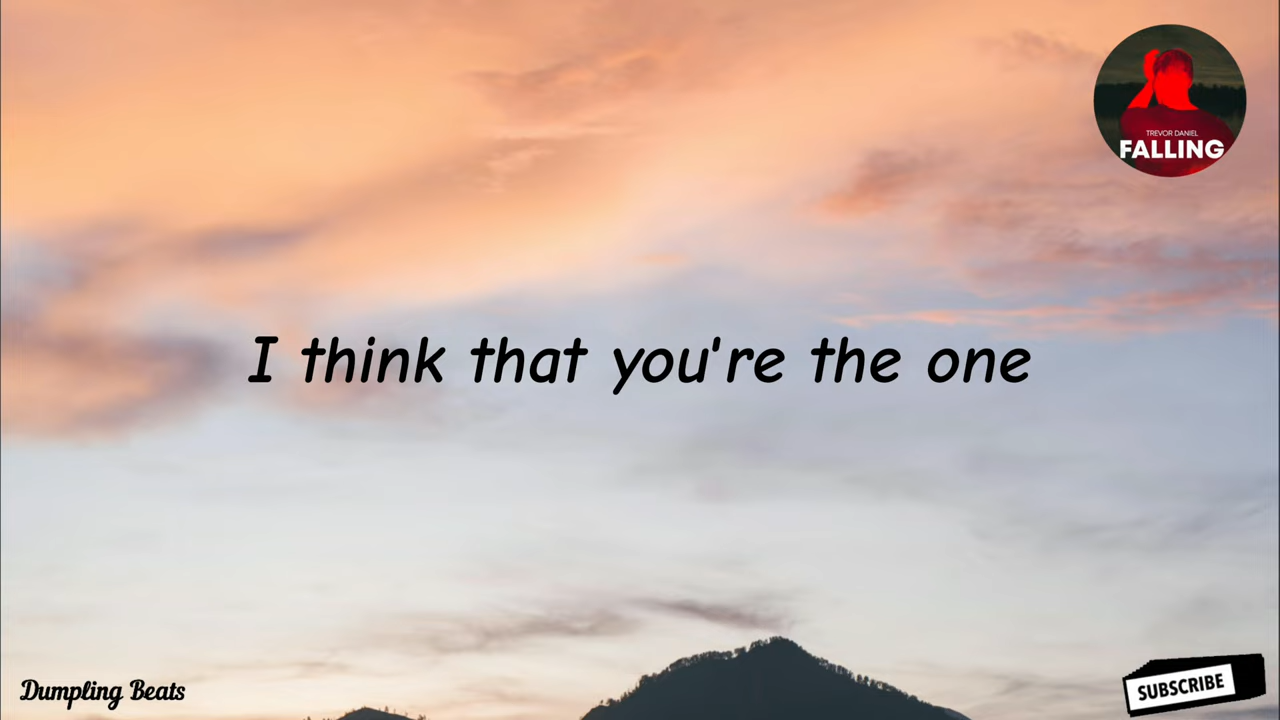 TREVOR DANIEL
FALLING
I think that you're the one
Dumpling Beats
SUBSCRIBE